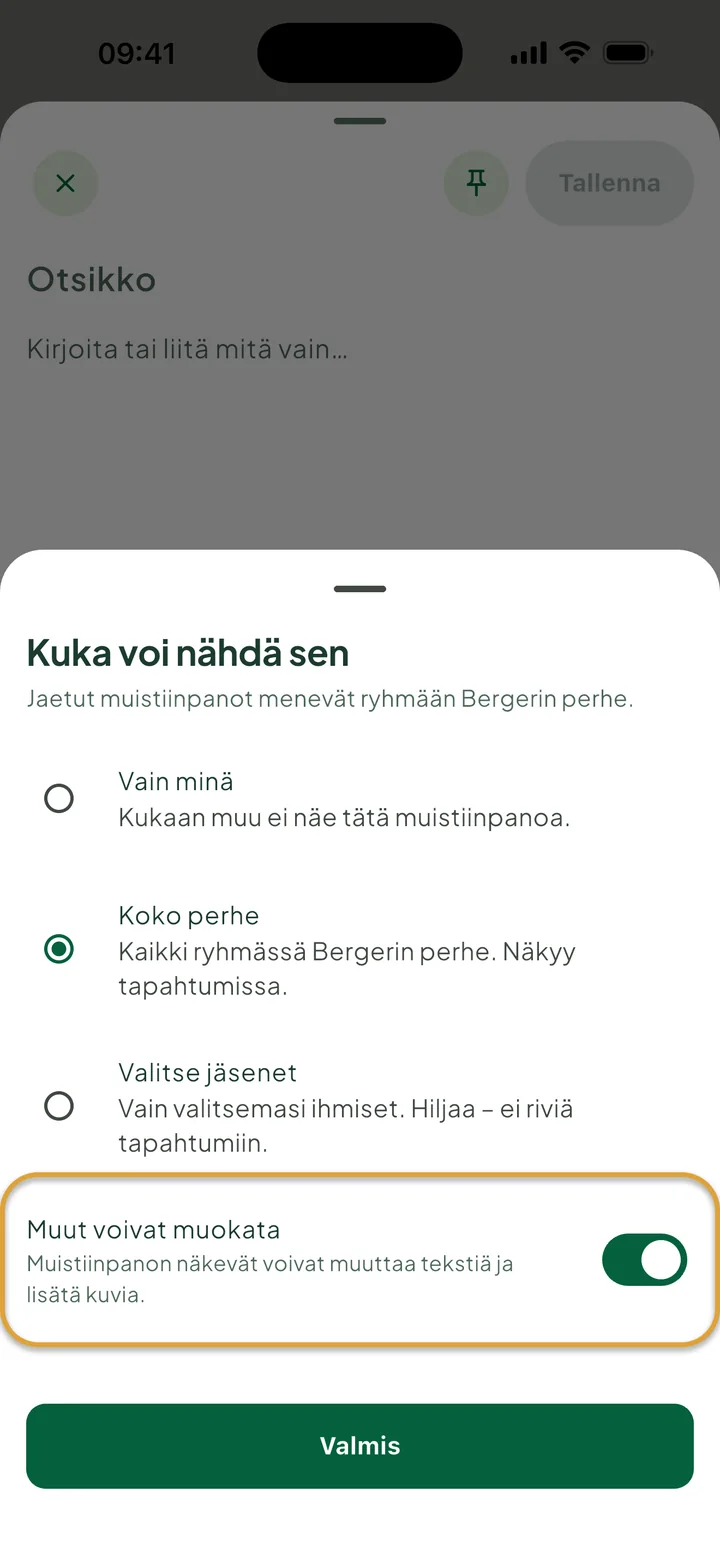 09:41
Tallenna
Otsikko
Kirjoita tai liitä mitä vain…
Kuka voi nähdä sen
Jaetut muistiinpanot menevät ryhmään Bergerin perhe.
Vain minä
Kukaan muu ei näe tätä muistiinpanoa.
Koko perhe
Kaikki ryhmässä Bergerin perhe. Näkyy
tapahtumissa.
Valitse jäsenet
Vain valitsemasi ihmiset. Hiljaa – ei riviä
tapahtumiin.
Muut voivat muokata
Muistiinpanon näkevät voivat muuttaa tekstiä ja
lisätä kuvia.
Valmis